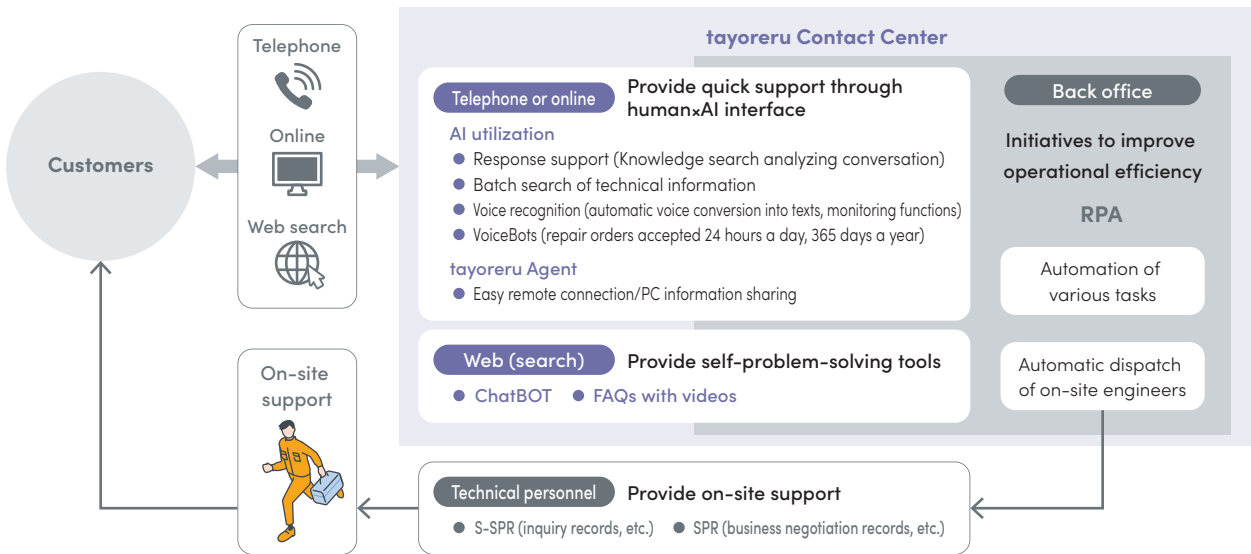 Customers
Telephone
Online
Web search
tayoreru Contact Center
Telephone or online
Provide quick support through
human×AI interface
AI utilization
● Response support (Knowledge search analyzing conversation)
● Batch search of technical information
● Voice recognition (automatic voice conversion into texts, monitoring functions)
● VoiceBots (repair orders accepted 24 hours a day, 365 days a year)
tayoreru Agent
● Easy remote connection/PC information sharing
Web (search)
Provide self-problem-solving tools
● ChatBOT ● FAQs with videos
Back office
Initiatives to improve
operational efficiency
RPA
Automation of
various tasks
Automatic dispatch
of on-site engineers
Technical personnel
Provide on-site support
● S-SPR (inquiry records, etc.) ● SPR (business negotiation records, etc.)
On-site
support